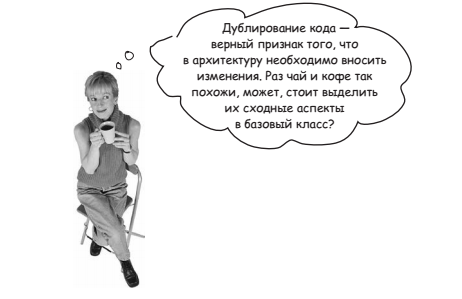 Дублирование кода —
верный признак того, что
в архитектуру необходимо вносить
изменения. Раз чай и кофе так
похожи, может, стоит выделить
их сходные аспекты
в базовый класс?